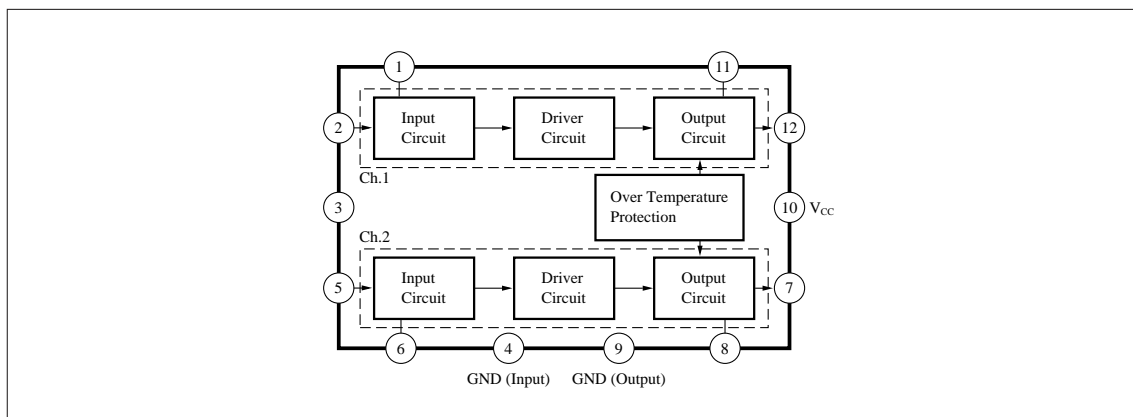 1
11
Input
Circuit
Driver
Circuit
Output
Circuit
2
12
Ch.1
Over Temperature
Protection
3
10
VCC
Ch.2
Input
Circuit
Driver
Circuit
Output
Circuit
5
7
6
4
9
8
GND (Input)
GND (Output)